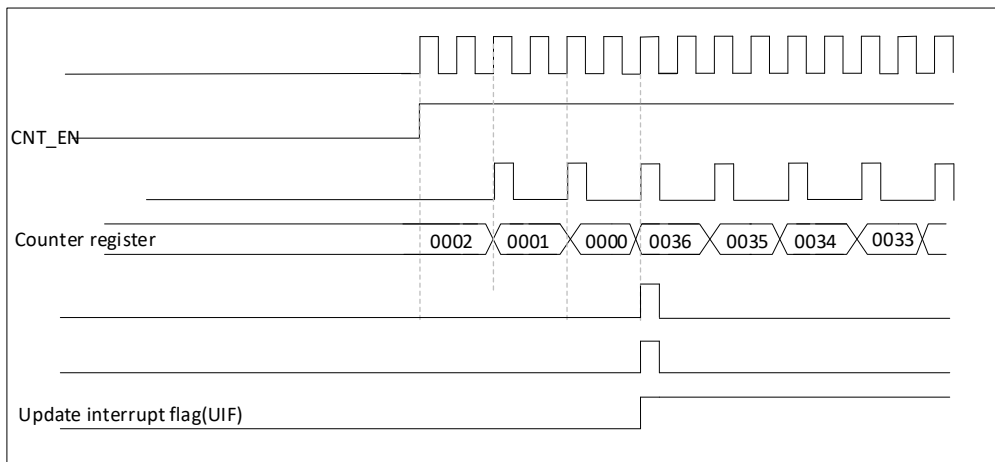 CNT_EN
Counter register 0002 0001 0000 0036 0035 0034 0033
Update interrupt flag(UIF)